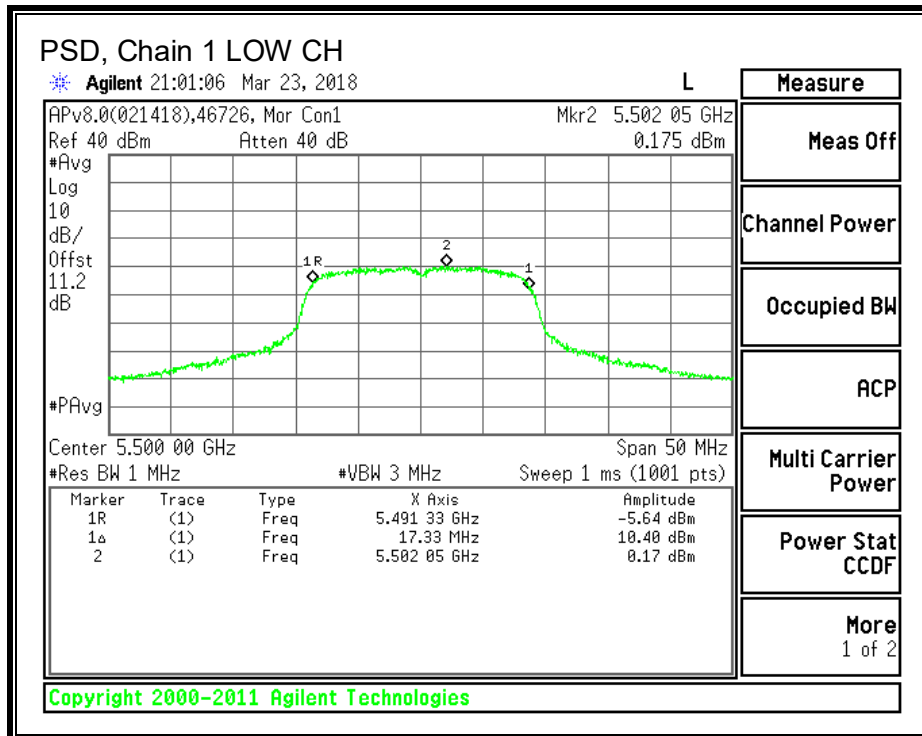 PSD, Chain 1 LOW CH
Agilent 21:01:06 Mar 23, 2018 L
APv8.0(021418),46726, Mor Con1 Mkr2 5.502 05 GHz
Ref 40 dBm Atten 40 dB 0.175 dBm
#Avg
Log
10
dB/
Offst
11.2
dB
#PAvg
1R
2
1
Center 5.500 00 GHz Span 50 MHz
#Res BW 1 MHz #VBW 3 MHz Sweep 1 ms (1001 pts)
Marker Trace Type X Axis Amplitude
1R (1) Freq 5.491 33 GHz -5.64 dBm
1△ (1) Freq 17.33 MHz 10.40 dBm
2 (1) Freq 5.502 05 GHz 0.17 dBm
Measure
Meas Off
Channel Power
Occupied BW
ACP
Multi Carrier
Power
Power Stat
CCDF
More
1 of 2
Copyright 2000-2011 Agilent Technologies